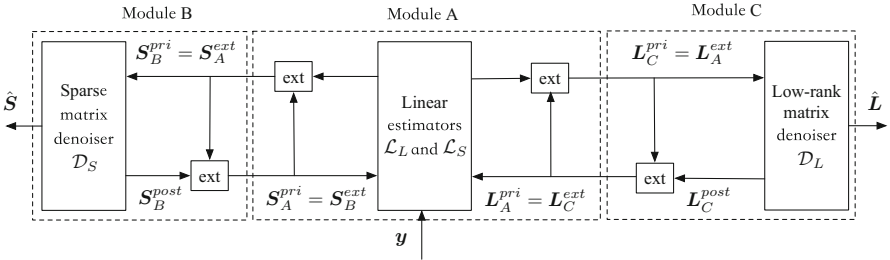 Module B
Module A
Module C
S_B^{pri} = S_A^{ext}
ext
ext
L_C^{pri} = L_A^{ext}
Ŝ
Sparse
matrix
denoiser
𝒟_S
Linear
estimators
ℒ_L and ℒ_S
Low-rank
matrix
denoiser
𝒟_L
L̂
ext
ext
S_B^{post}
S_A^{pri} = S_B^{ext}
L_A^{pri} = L_C^{ext}
L_C^{post}
y